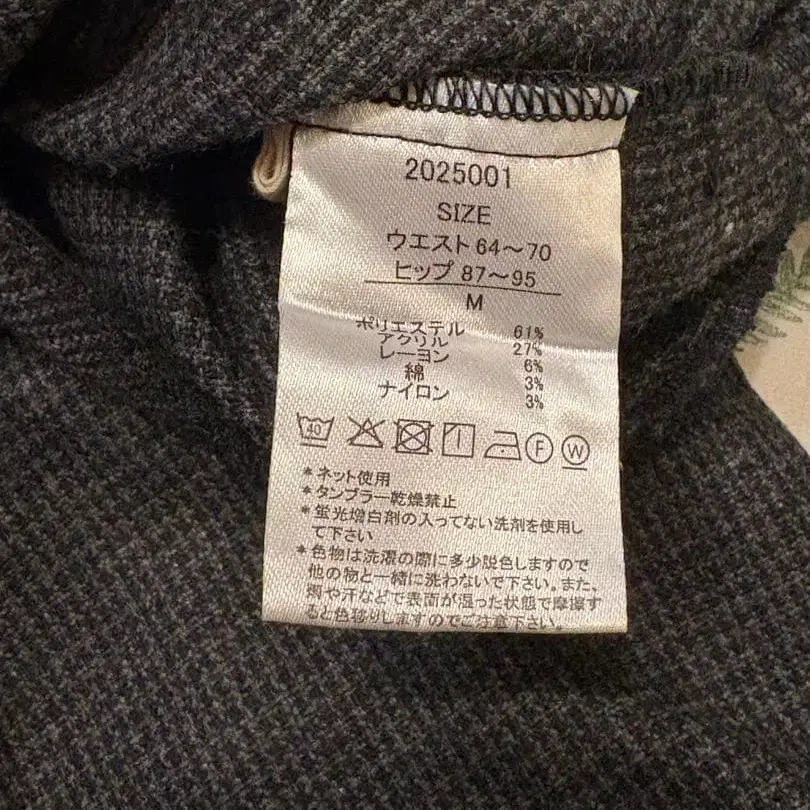 2025001
SIZE
ウエスト 64〜70
ヒップ 87〜95
M
ポリエステル 61%
アクリル 27%
レーヨン 6%
綿 3%
ナイロン 3%
40 F W
*ネット使用
*タンブラー乾燥禁止
*蛍光増白剤の入ってない洗剤を使用し
て下さい
*色物は洗濯の際に多少脱色しますので
他の物と一緒に洗わないで下さい。また、
雨や汗などで表面が湿った状態で摩擦す
ると色移りしますのでご注意下さい。